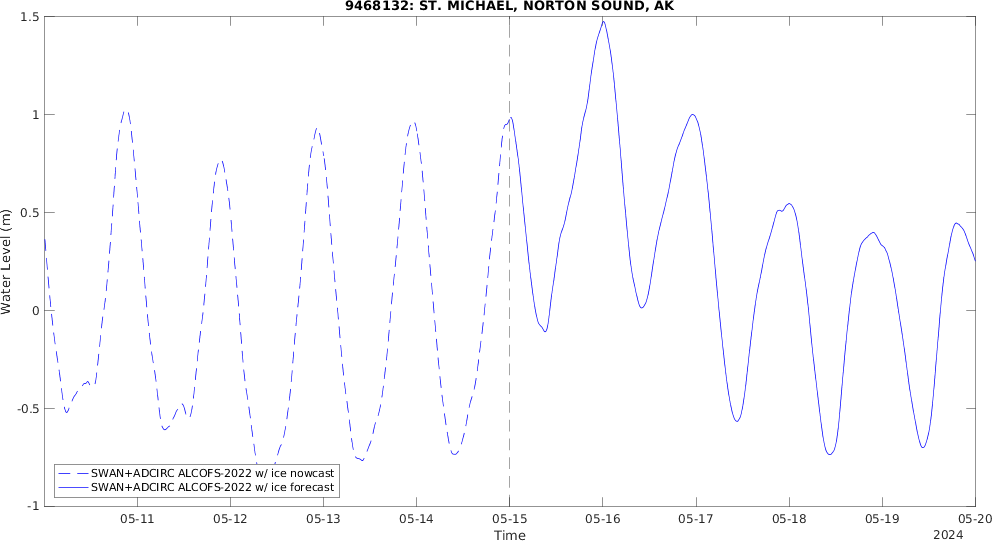 9468132: ST. MICHAEL, NORTON SOUND, AK
1.5
1
0.5
0
-0.5
-1
Water Level (m)
SWAN+ADCIRC ALCOFS-2022 w/ ice nowcast
SWAN+ADCIRC ALCOFS-2022 w/ ice forecast
05-11 05-12 05-13 05-14 05-15 05-16 05-17 05-18 05-19 05-20
Time
2024